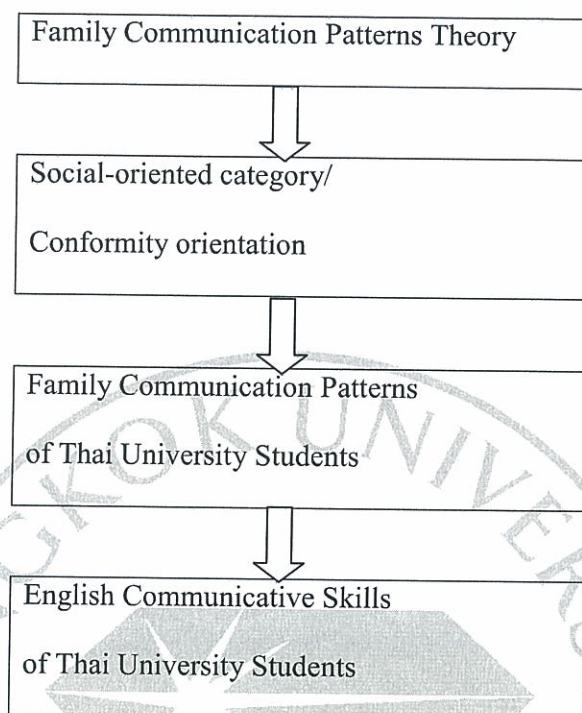 Family Communication Patterns Theory
Social-oriented category/
Conformity orientation
Family Communication Patterns
of Thai University Students
English Communicative Skills
of Thai University Students